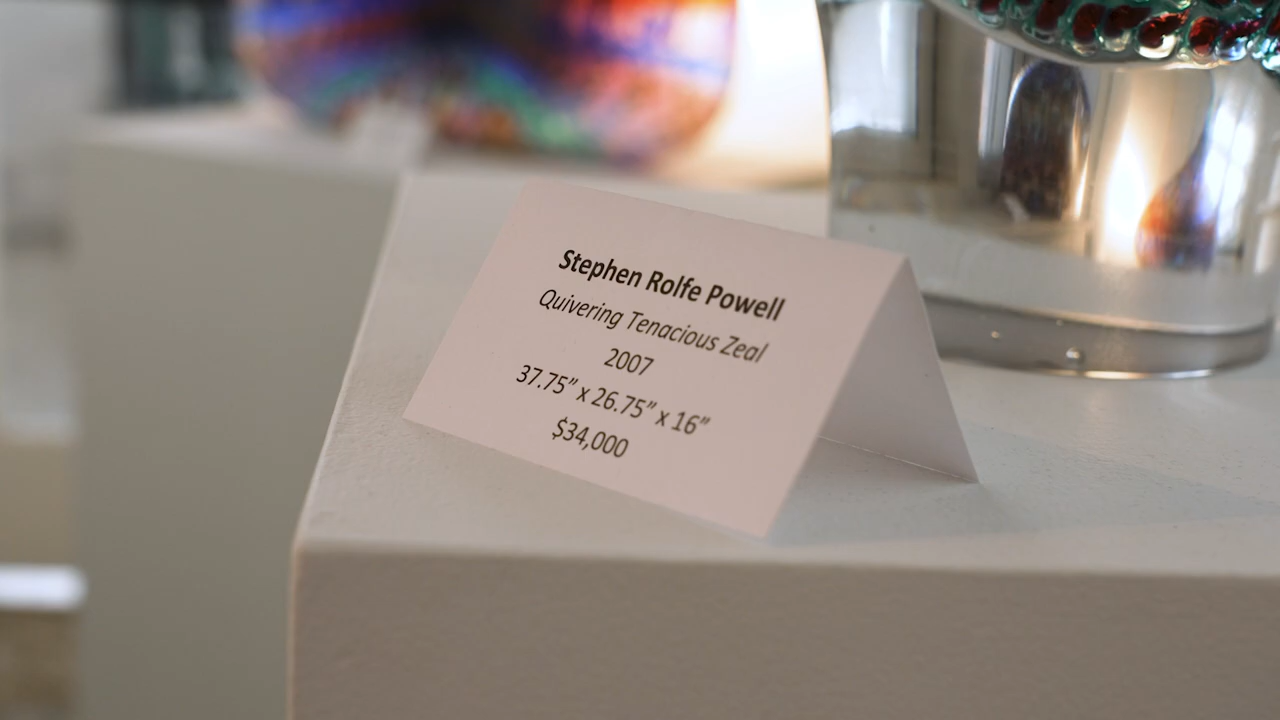 Stephen Rolfe Powell
Quivering Tenacious Zeal
2007
37.75” x 26.75” x 16”
$34,000